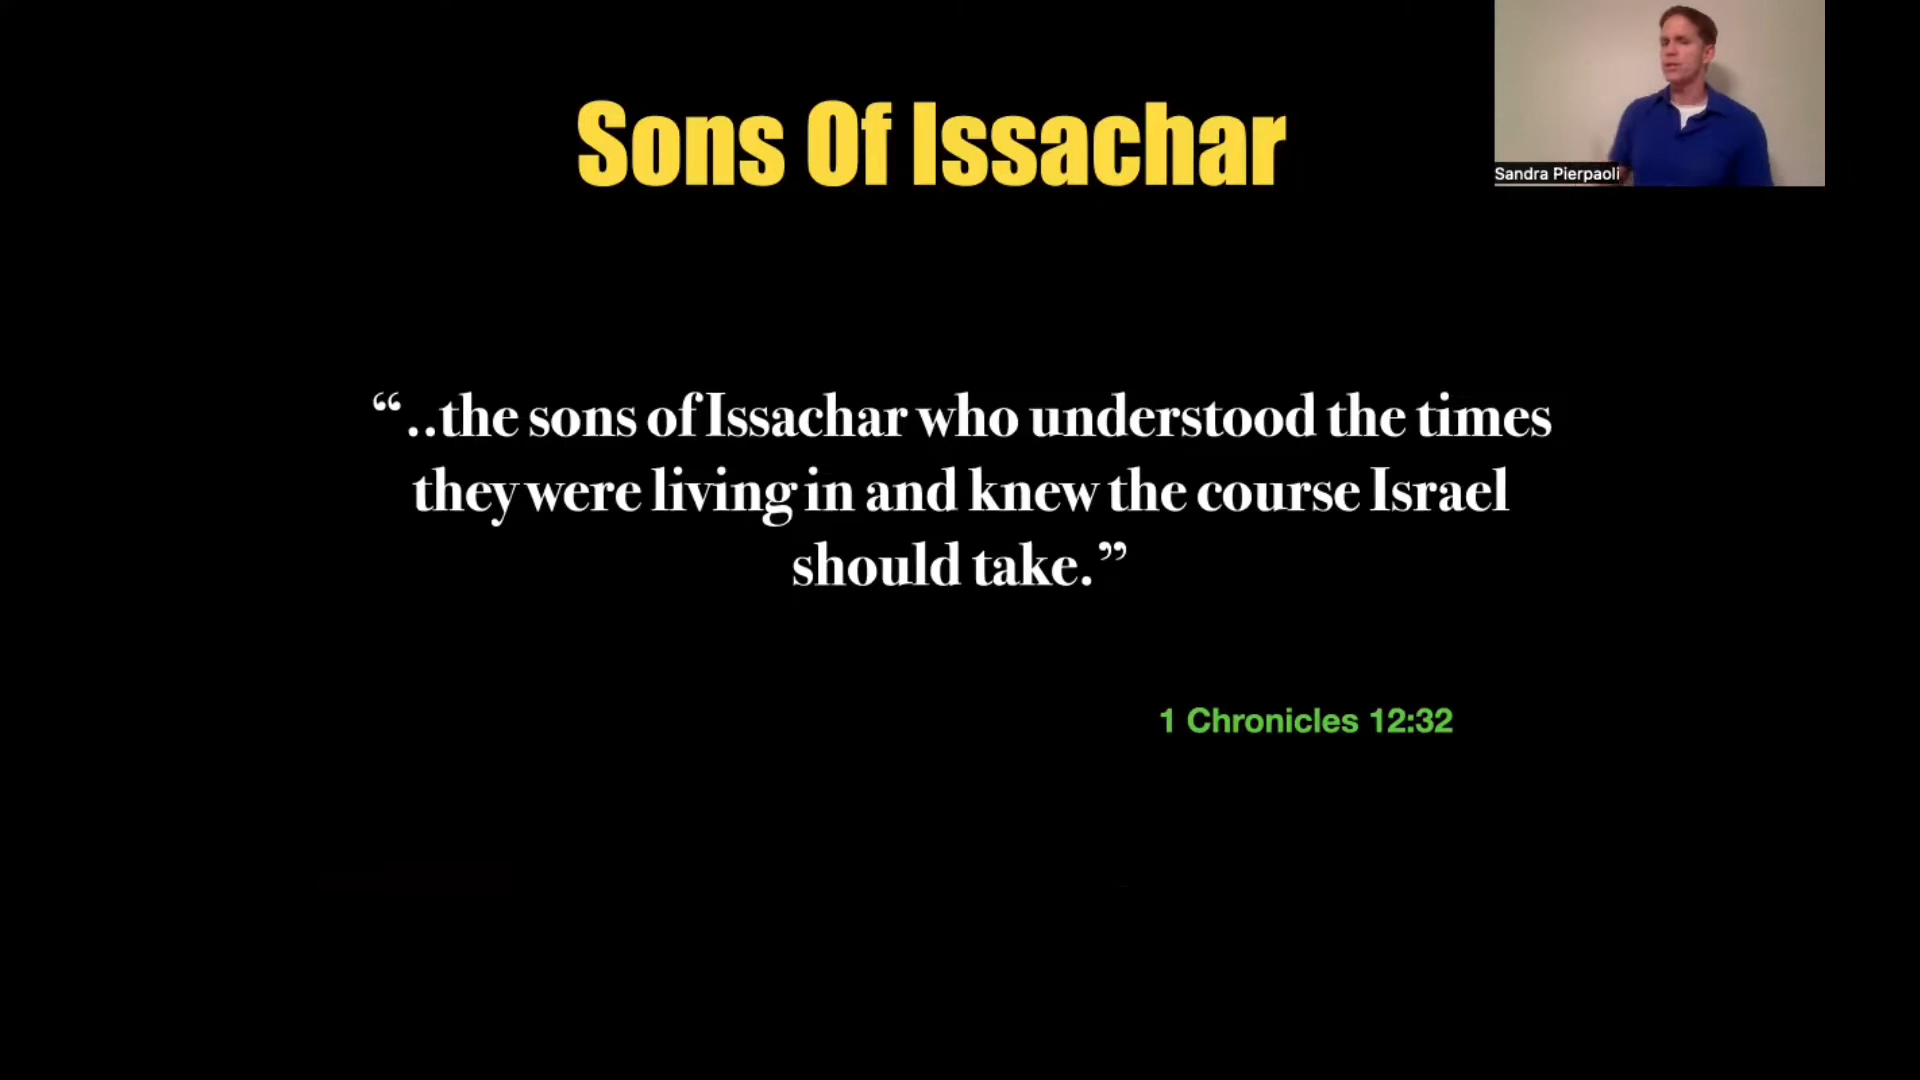 Sons Of Issachar
Sandra Pierpaoli
“..the sons of Issachar who understood the times
they were living in and knew the course Israel
should take.”
1 Chronicles 12:32